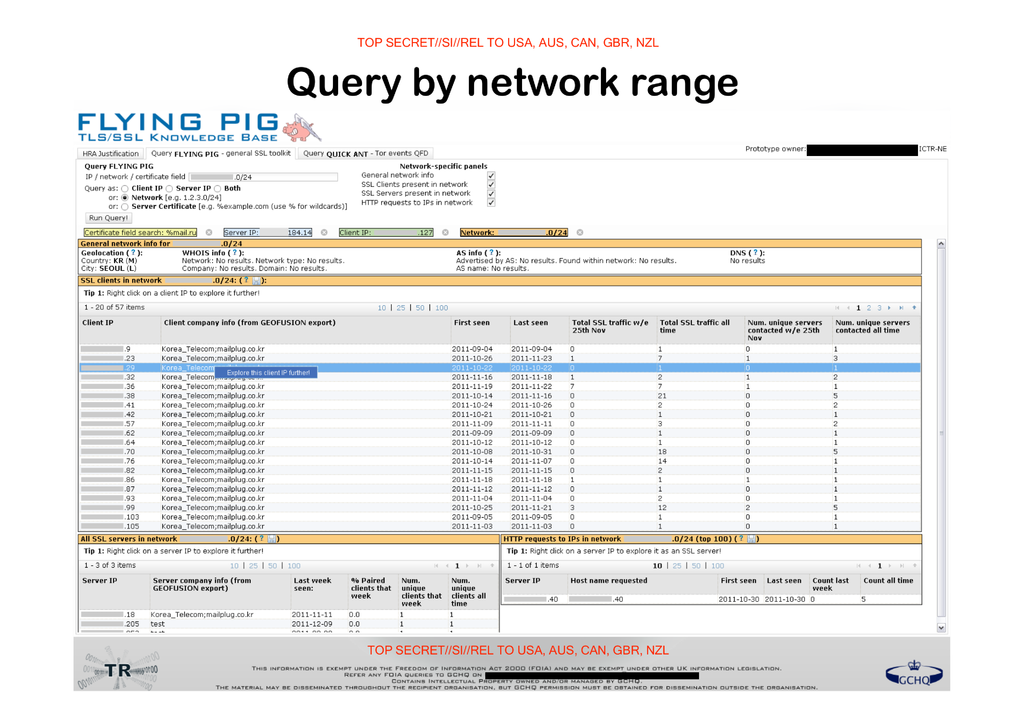 TOP SECRET//SI//REL TO USA, AUS, CAN, GBR, NZL
Query by network range
FLYING PIG
TLS/SSL KNOWLEDGE BASE
HRA Justification Query FLYING PIG - general SSL toolkit Query QUICK ANT - Tor events QFD
Prototype owner: ICTR-NE
Query FLYING PIG
IP / network / certificate field .0/24
Query as: Client IP Server IP Both
or: Network [e.g. 1.2.3.0/24]
or: Server Certificate [e.g. %example.com (use % for wildcards)]
Run Query!
Network-specific panels
General network info
SSL Clients present in network
SSL Servers present in network
HTTP requests to IPs in network
Certificate field search: %mail.ru Server IP: 184.14 Client IP: .127 Network: .0/24
General network info for .0/24
Geolocation (?): WHOIS info (?): AS info (?): DNS (?):
Country: KR (M) Network: No results. Network type: No results. Advertised by AS: No results. Found within network: No results. No results
City: SEOUL (L) Company: No results. Domain: No results. AS name: No results.
SSL clients in network .0/24: (? ):
Tip 1: Right click on a client IP to explore it further!
1 - 20 of 57 items 10 | 25 | 50 | 100 1 2 3
Client IP Client company info (from GEOFUSION export) First seen Last seen Total SSL traffic w/e 25th Nov Total SSL traffic all time Num. unique servers contacted w/e 25th Nov Num. unique servers contacted all time
.9 Korea_Telecom;mailplug.co.kr 2011-09-04 2011-09-04 0 1 0 1
.23 Korea_Telecom;mailplug.co.kr 2011-10-26 2011-11-23 1 7 1 3
.29 Korea_Telecom 2011-10-22 2011-10-22 0 1 0 1
Explore this client IP further!
.32 Korea_Telecom;mailplug.co.kr 2011-11-16 2011-11-18 1 2 1 2
.36 Korea_Telecom;mailplug.co.kr 2011-11-19 2011-11-22 7 7 1 1
.38 Korea_Telecom;mailplug.co.kr 2011-10-14 2011-11-16 0 21 0 5
.41 Korea_Telecom;mailplug.co.kr 2011-10-24 2011-10-26 0 2 0 2
.42 Korea_Telecom;mailplug.co.kr 2011-10-21 2011-10-21 0 1 0 1
.57 Korea_Telecom;mailplug.co.kr 2011-11-09 2011-11-11 0 3 0 2
.62 Korea_Telecom;mailplug.co.kr 2011-09-09 2011-09-09 0 1 0 1
.64 Korea_Telecom;mailplug.co.kr 2011-10-12 2011-10-12 0 1 0 1
.70 Korea_Telecom;mailplug.co.kr 2011-10-08 2011-10-31 0 18 0 5
.76 Korea_Telecom;mailplug.co.kr 2011-10-14 2011-11-07 0 14 0 1
.82 Korea_Telecom;mailplug.co.kr 2011-11-15 2011-11-15 0 2 0 1
.86 Korea_Telecom;mailplug.co.kr 2011-11-18 2011-11-18 1 1 1 1
.87 Korea_Telecom;mailplug.co.kr 2011-11-12 2011-11-12 0 1 0 1
.93 Korea_Telecom;mailplug.co.kr 2011-11-04 2011-11-04 0 2 0 1
.99 Korea_Telecom;mailplug.co.kr 2011-10-25 2011-11-21 3 12 2 5
.103 Korea_Telecom;mailplug.co.kr 2011-09-05 2011-09-05 0 1 0 1
.105 Korea_Telecom;mailplug.co.kr 2011-11-03 2011-11-03 0 1 0 1
All SSL servers in network .0/24: (? )
Tip 1: Right click on a server IP to explore it further!
1 - 3 of 3 items 10 | 25 | 50 | 100 1
Server IP Server company info (from GEOFUSION export) Last week seen: % Paired clients that week Num. unique clients that week Num. unique clients all time
.18 Korea_Telecom;mailplug.co.kr 2011-11-11 0.0 1 1
.205 test 2011-12-09 0.0 1 1
HTTP requests to IPs in network .0/24 (top 100) (? )
Tip 1: Right click on a server IP to explore it as an SSL server!
1 - 1 of 1 items 10 | 25 | 50 | 100 1
Server IP Host name requested First seen Last seen Count last week Count all time
.40 .40 2011-10-30 2011-10-30 0 5
TOP SECRET//SI//REL TO USA, AUS, CAN, GBR, NZL
TR
THIS INFORMATION IS EXEMPT UNDER THE FREEDOM OF INFORMATION ACT 2000 (FOIA) AND MAY BE EXEMPT UNDER OTHER UK INFORMATION LEGISLATION.
REFER ANY FOIA QUERIES TO GCHQ ON
CONTAINS INTELLECTUAL PROPERTY OWNED AND/OR MANAGED BY GCHQ.
THE MATERIAL MAY BE DISSEMINATED THROUGHOUT THE RECIPIENT ORGANISATION, BUT GCHQ PERMISSION MUST BE OBTAINED FOR DISSEMINATION OUTSIDE THE ORGANISATION.
GCHQ